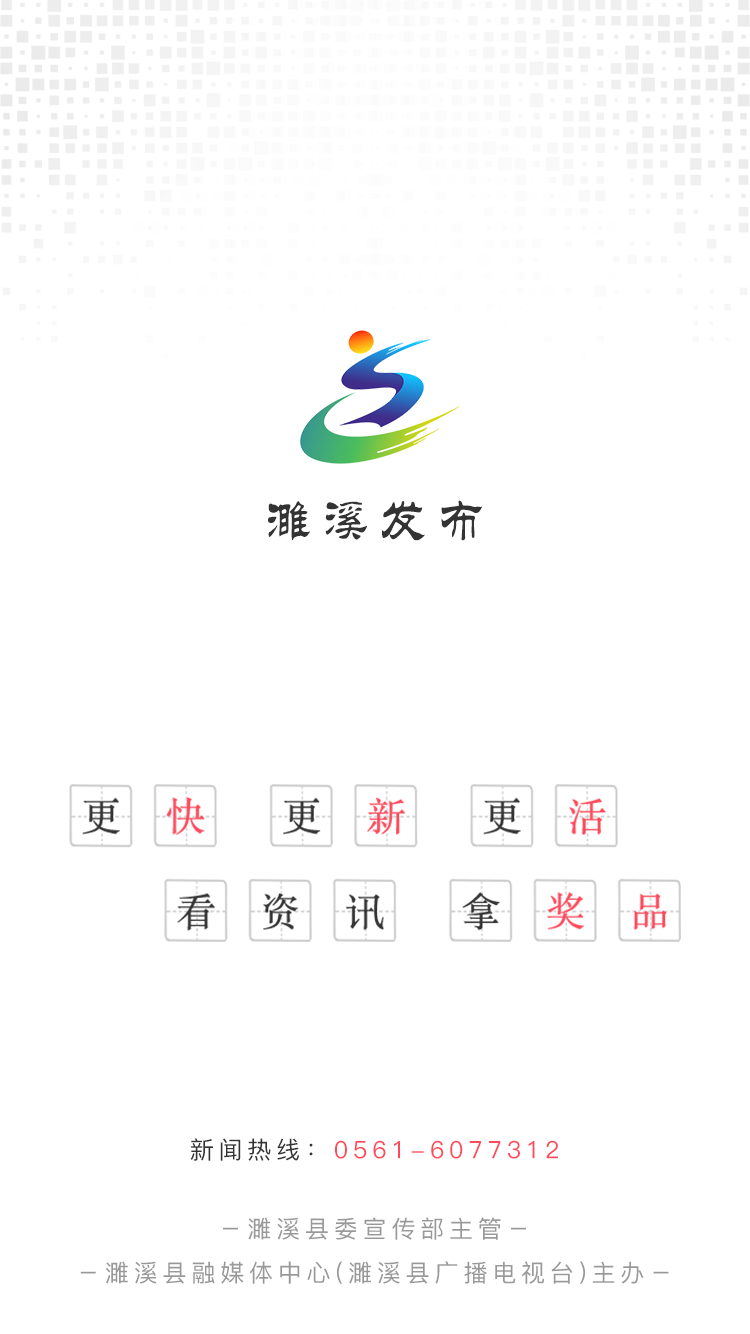 濉溪发布
更快 更新 更活
看资讯 拿奖品
新闻热线：0561-6077312
－濉溪县委宣传部主管－
－濉溪县融媒体中心(濉溪县广播电视台)主办－